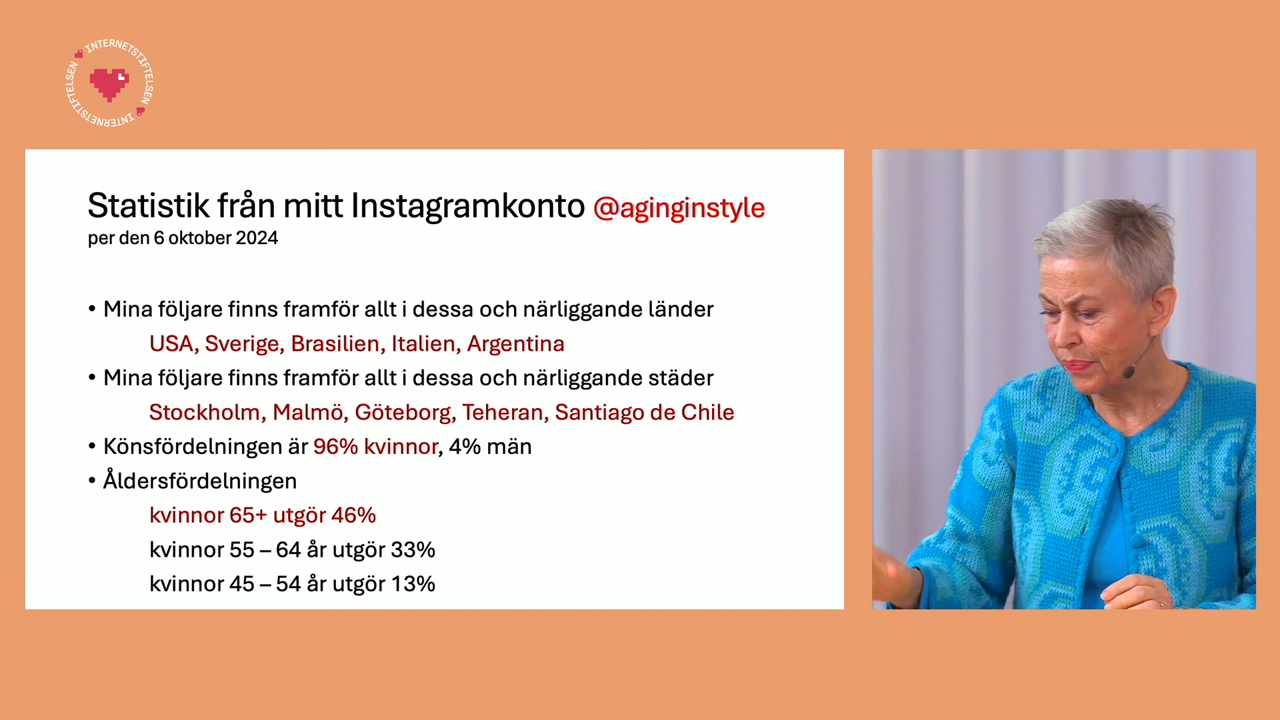 INTERNETSTIFTELSEN
INTERNETSTIFTELSEN
Statistik från mitt Instagramkonto @aginginstyle
per den 6 oktober 2024
• Mina följare finns framför allt i dessa och närliggande länder
USA, Sverige, Brasilien, Italien, Argentina
• Mina följare finns framför allt i dessa och närliggande städer
Stockholm, Malmö, Göteborg, Teheran, Santiago de Chile
• Könsfördelningen är 96% kvinnor, 4% män
• Åldersfördelningen
kvinnor 65+ utgör 46%
kvinnor 55 – 64 år utgör 33%
kvinnor 45 – 54 år utgör 13%